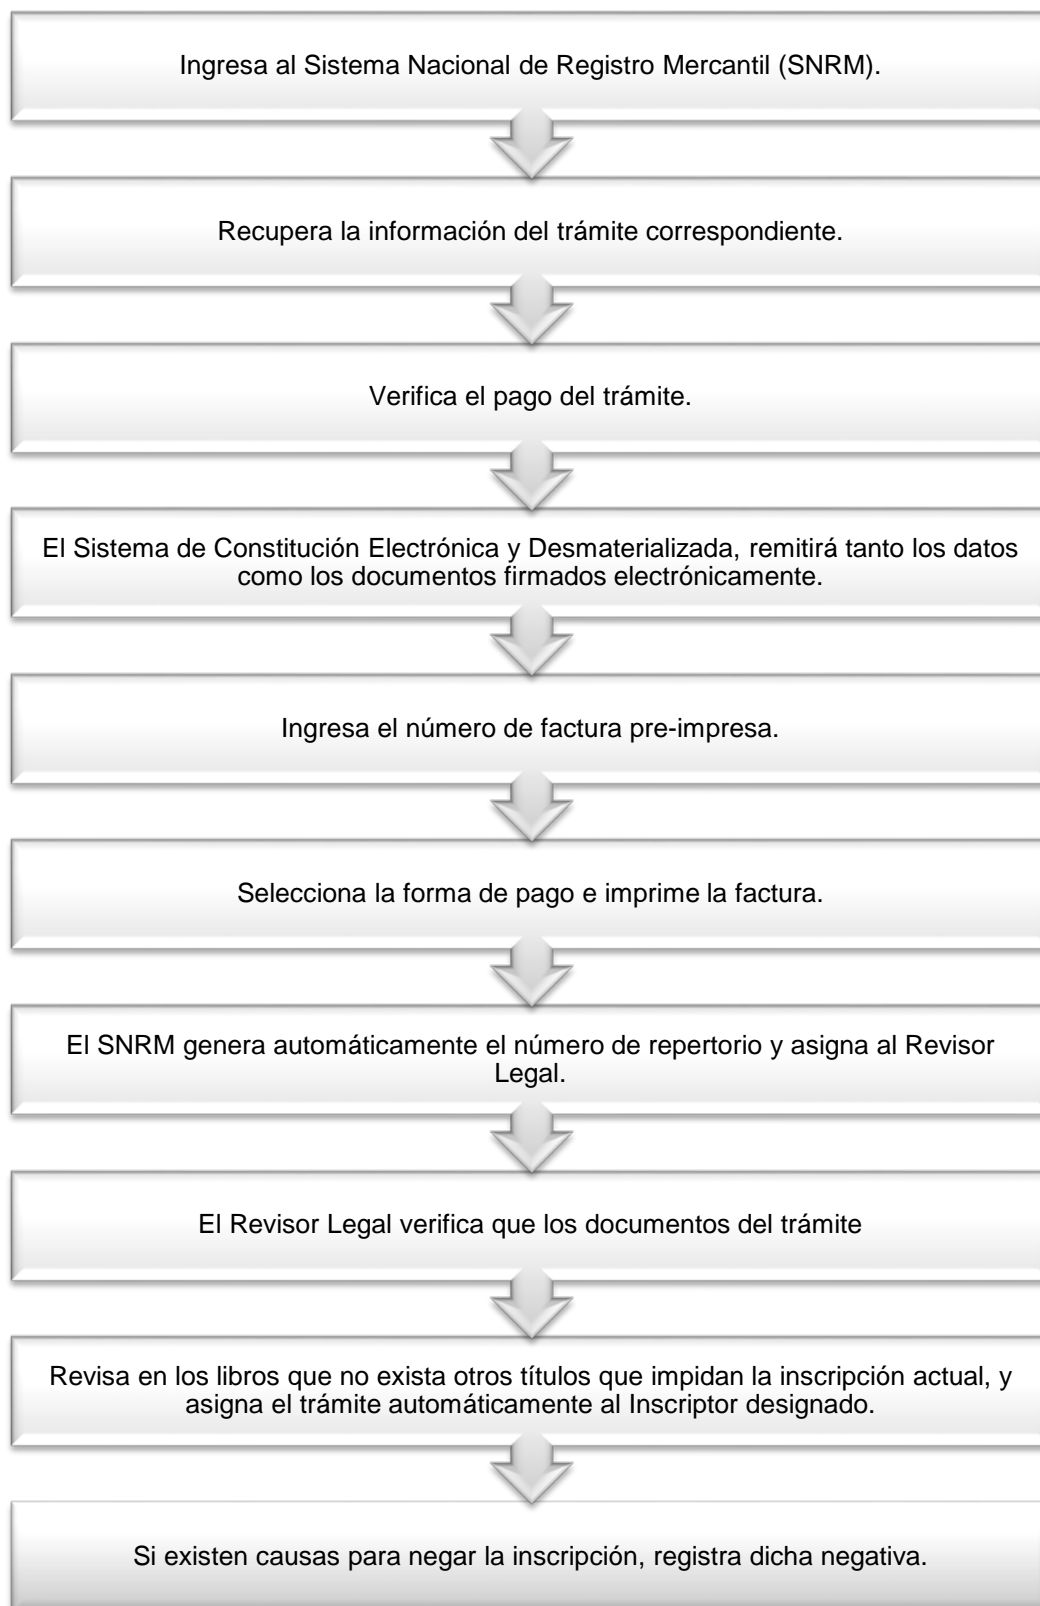 Ingresa al Sistema Nacional de Registro Mercantil (SNRM).
Recupera la información del trámite correspondiente.
Verifica el pago del trámite.
El Sistema de Constitución Electrónica y Desmaterializada, remitirá tanto los datos
como los documentos firmados electrónicamente.
Ingresa el número de factura pre-impresa.
Selecciona la forma de pago e imprime la factura.
El SNRM genera automáticamente el número de repertorio y asigna al Revisor
Legal.
El Revisor Legal verifica que los documentos del trámite
Revisa en los libros que no exista otros títulos que impidan la inscripción actual, y
asigna el trámite automáticamente al Inscriptor designado.
Si existen causas para negar la inscripción, registra dicha negativa.